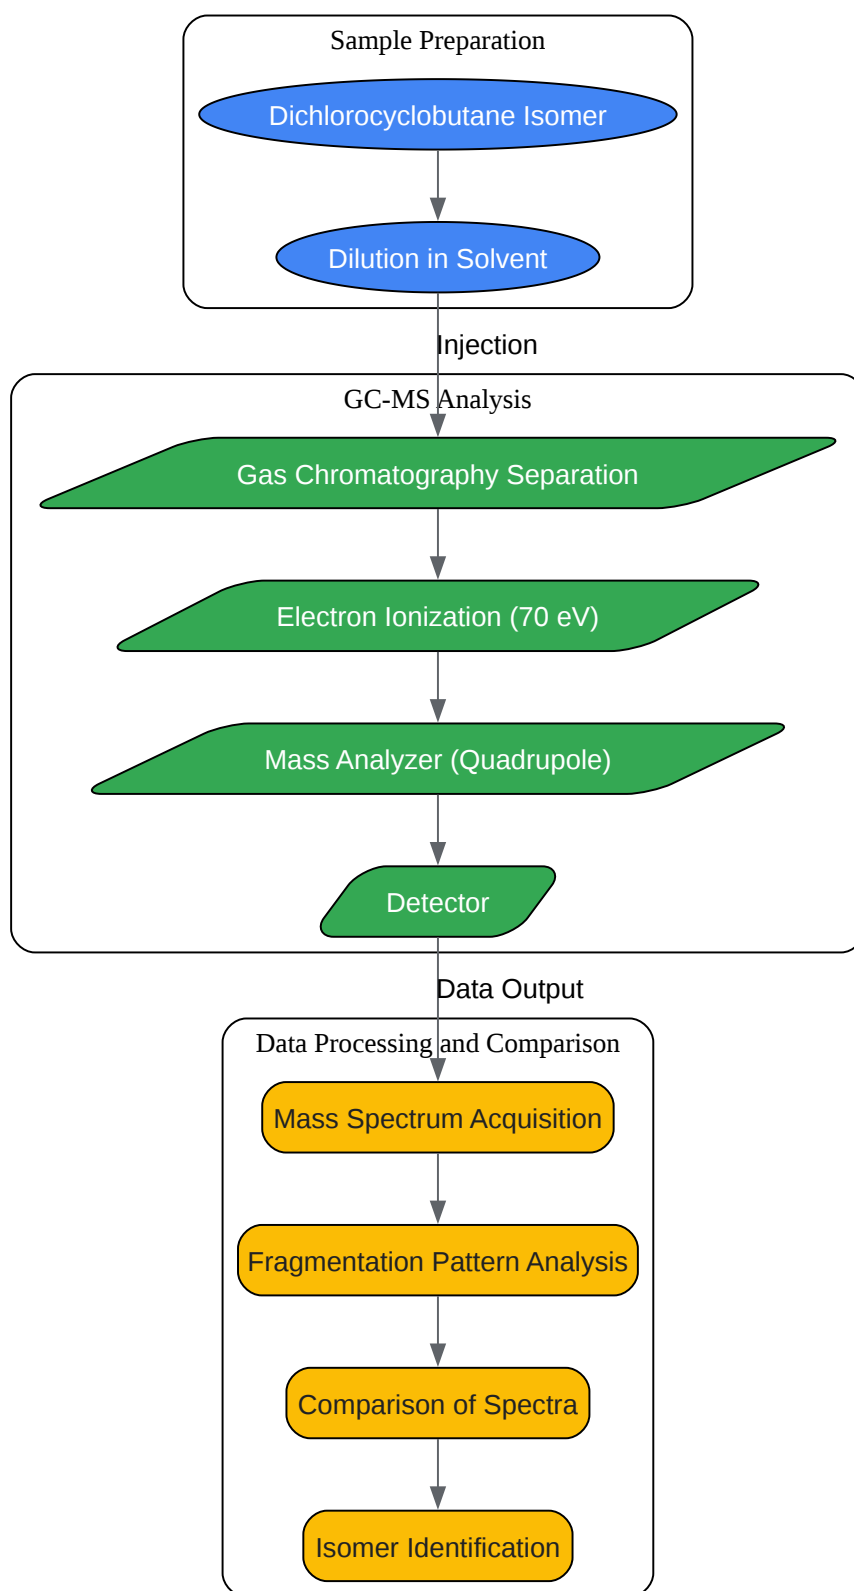 Sample Preparation
Dichlorocyclobutane Isomer
Dilution in Solvent
Injection
GC-MS Analysis
Gas Chromatography Separation
Electron Ionization (70 eV)
Mass Analyzer (Quadrupole)
Detector
Data Output
Data Processing and Comparison
Mass Spectrum Acquisition
Fragmentation Pattern Analysis
Comparison of Spectra
Isomer Identification